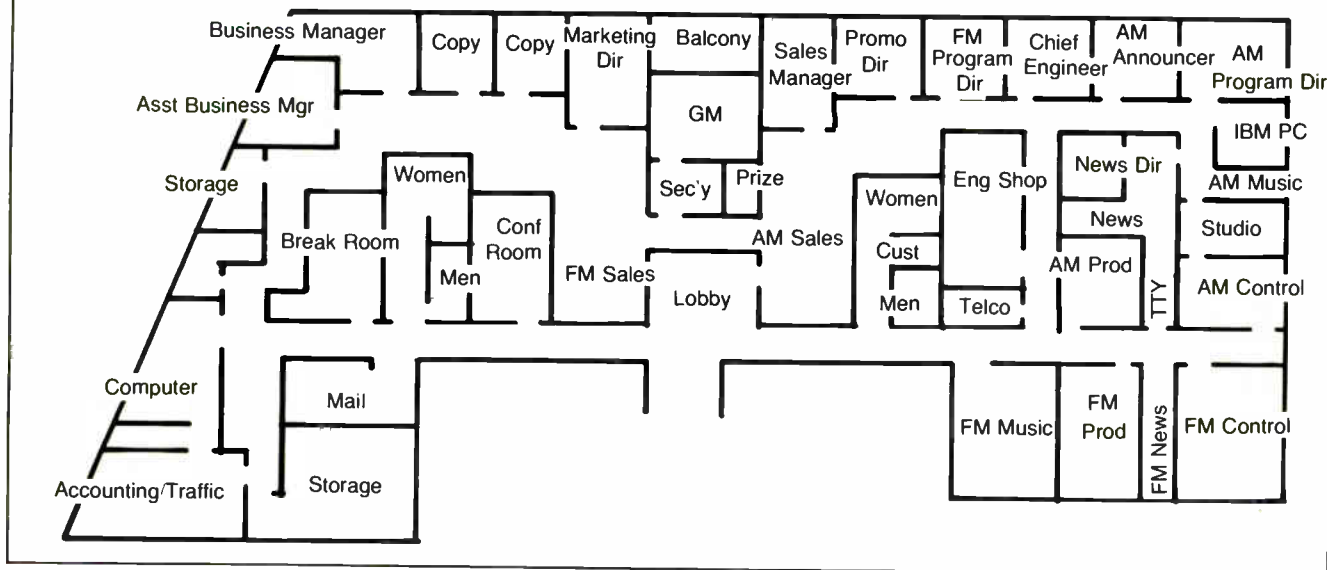 Business Manager
Copy
Copy
Marketing
Dir
Balcony
Sales
Manager
Promo
Dir
FM
Program
Dir
Chief
Engineer
AM
Announcer
AM
Program Dir
Asst Business Mgr
GM
IBM PC
Storage
Women
Sec'y
Prize
Women
Eng Shop
News Dir
AM Music
Break Room
Men
Conf
Room
FM Sales
Lobby
AM Sales
Cust
Men
Telco
News
AM Prod
TTY
Studio
AM Control
Computer
Mail
Storage
Accounting/Traffic
FM Music
FM
Prod
FM News
FM Control